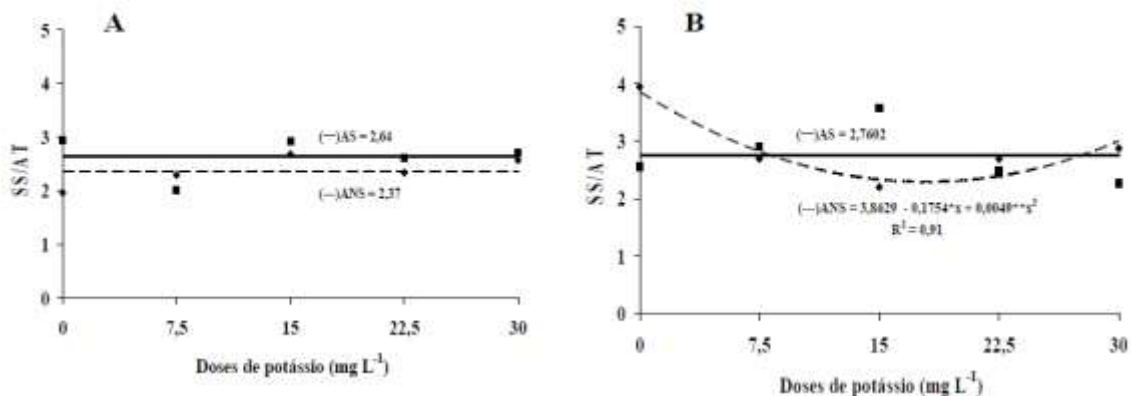 A
SS/AT
5
4
3
2
1
0
(—)AS = 2,64
(---)ANS = 2,37
0 7,5 15 22,5 30
Doses de potássio (mg L⁻¹)
B
SS/AT
5
4
3
2
1
0
(—)AS = 2,7602
(---)ANS = 3,8629 - 0,1754*x + 0,0049**x²
R² = 0,91
0 7,5 15 22,5 30
Doses de potássio (mg L⁻¹)